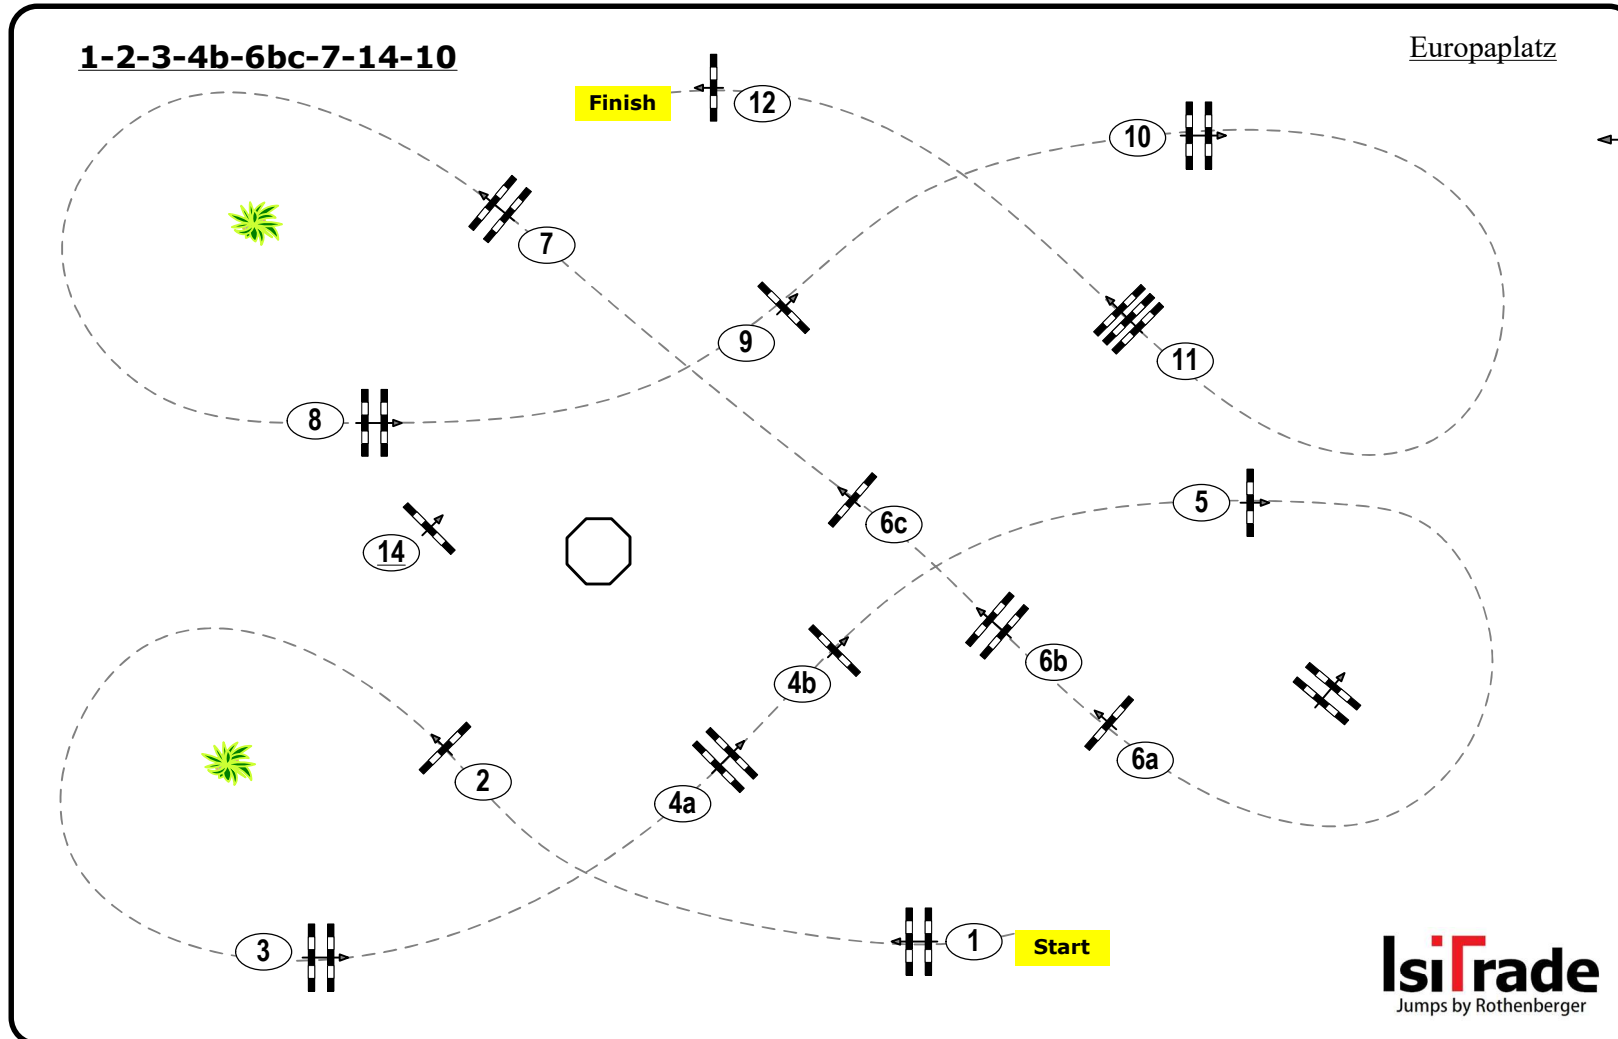 1-2-3-4b-6bc-7-14-10
Europaplatz
Finish
12
10
7
9
11
8
5
6c
14
6b
4b
6a
2
4a
3
1
Start
IsiTrade
Jumps by Rothenberger